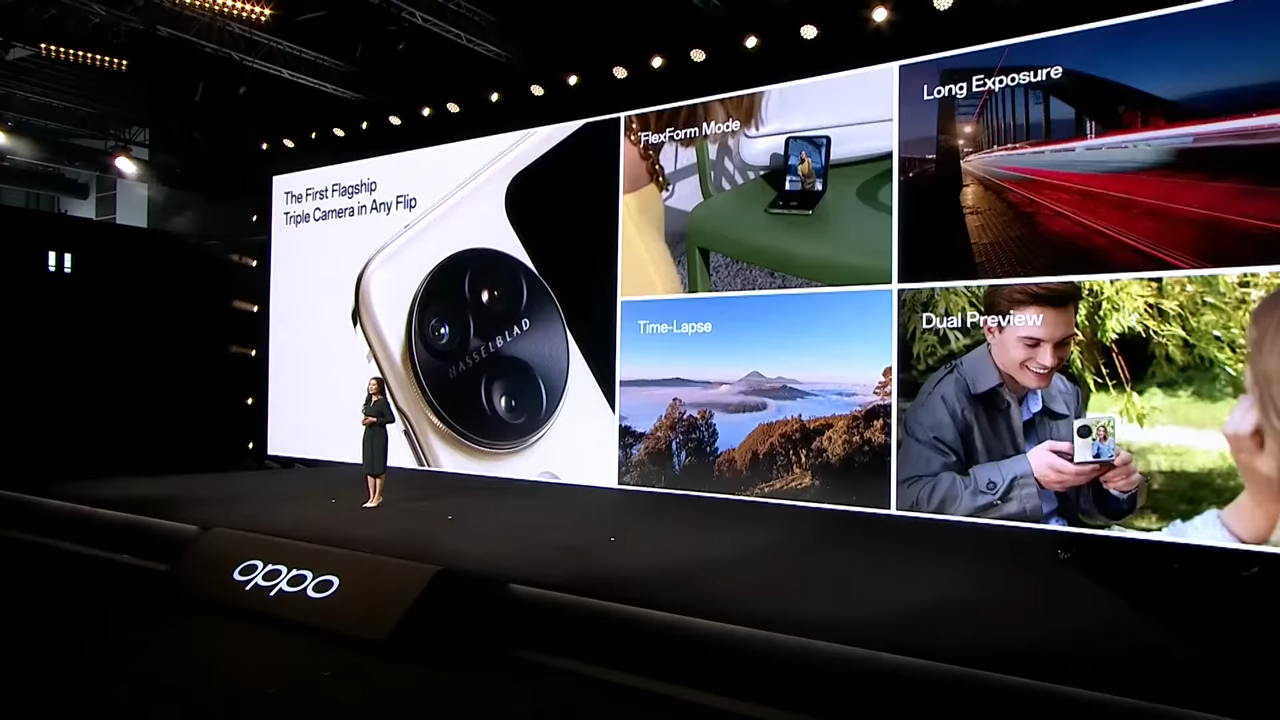 The First Flagship
Triple Camera in Any Flip
HASSELBLAD
FlexForm Mode
Long Exposure
Time-Lapse
Dual Preview
oppo